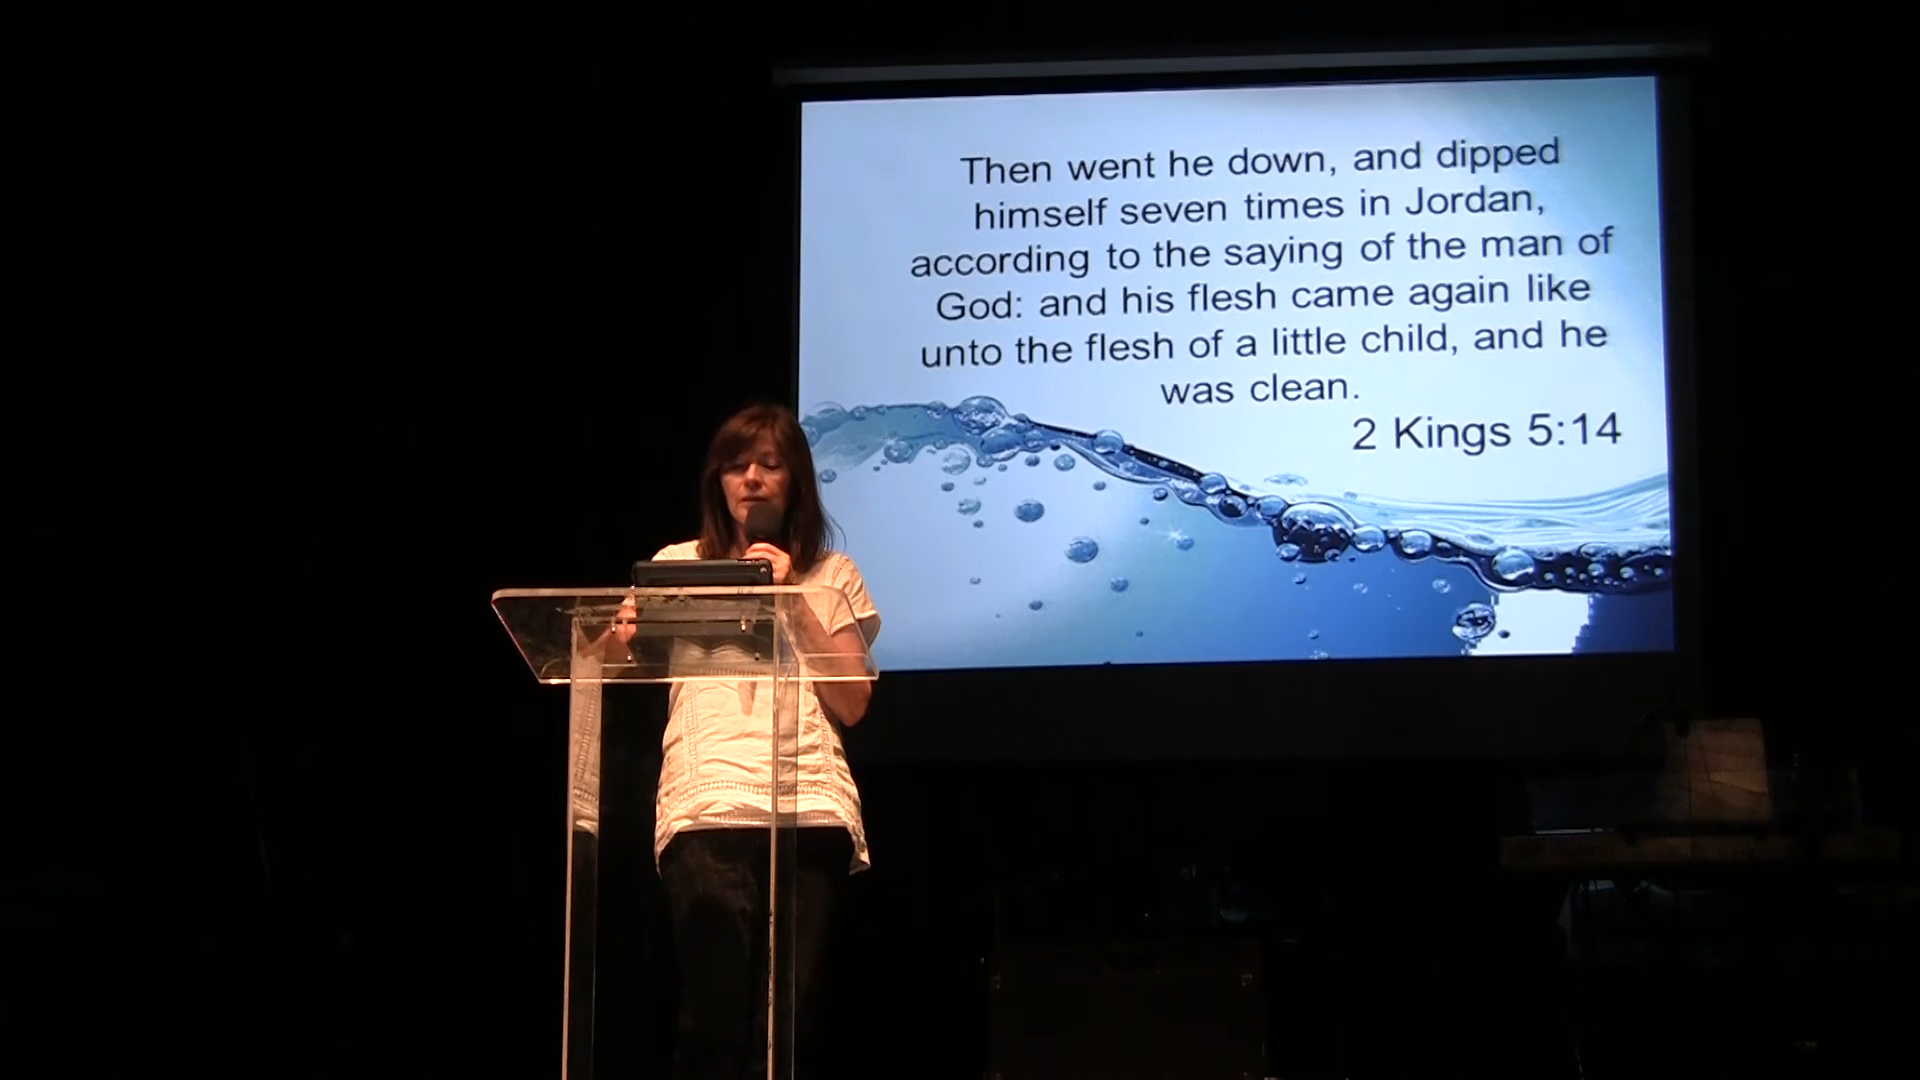 Then went he down, and dipped
himself seven times in Jordan,
according to the saying of the man of
God: and his flesh came again like
unto the flesh of a little child, and he
was clean.
2 Kings 5:14